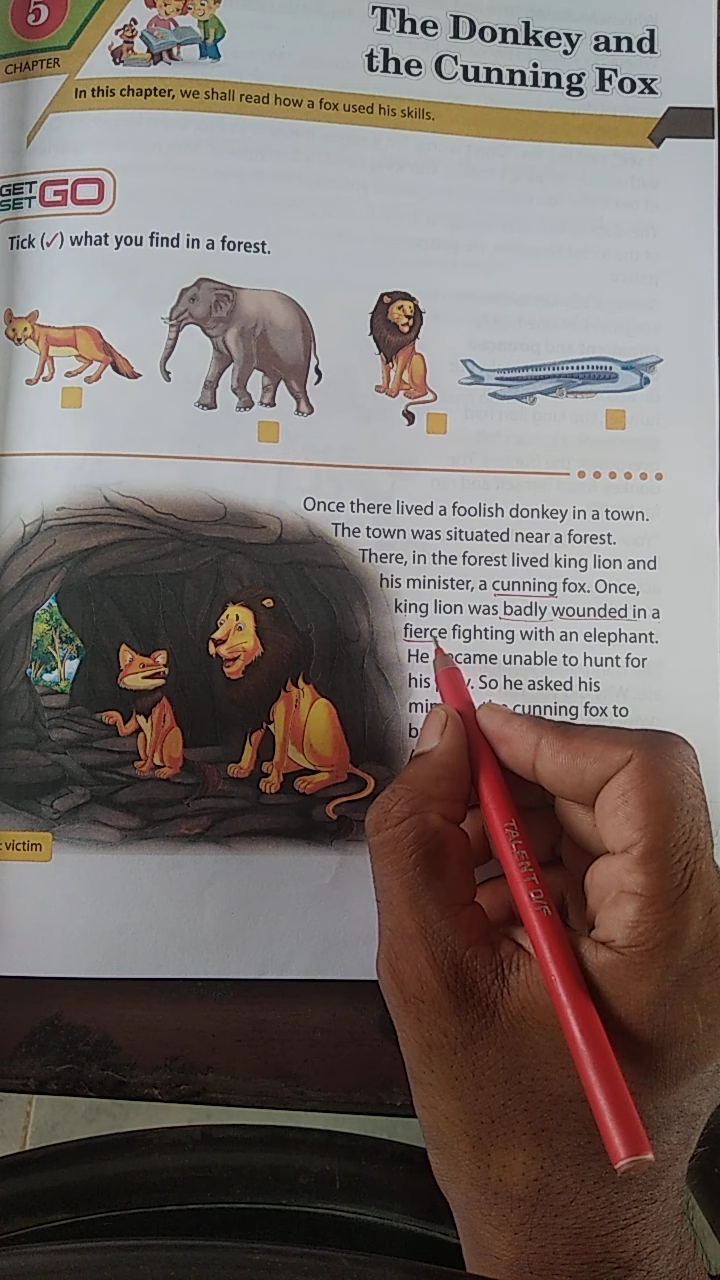 5
CHAPTER
The Donkey and
the Cunning Fox
In this chapter, we shall read how a fox used his skills.
GET
SET GO
Tick (✓) what you find in a forest.
Once there lived a foolish donkey in a town.
The town was situated near a forest.
There, in the forest lived king lion and
his minister, a cunning fox. Once,
king lion was badly wounded in a
fierce fighting with an elephant.
He became unable to hunt for
his . So he asked his
cunning fox to
: victim
TALENT O/F